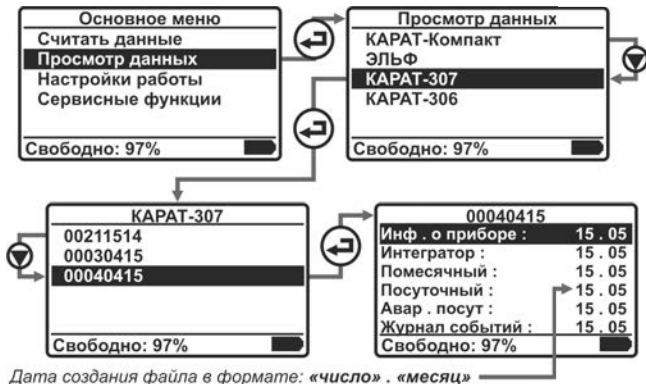 Основное меню
Считать данные
Просмотр данных
Настройки работы
Сервисные функции
Свободно: 97%
Просмотр данных
КАРАТ-Компакт
ЭЛЬФ
КАРАТ-307
КАРАТ-306
Свободно: 97%
КАРАТ-307
00211514
00030415
00040415
Свободно: 97%
00040415
Инф . о приборе : 15 . 05
Интегратор : 15 . 05
Помесячный : 15 . 05
Посуточный : 15 . 05
Авар . посут : 15 . 05
Журнал событий : 15 . 05
Свободно: 97%
Дата создания файла в формате: «число» . «месяц»